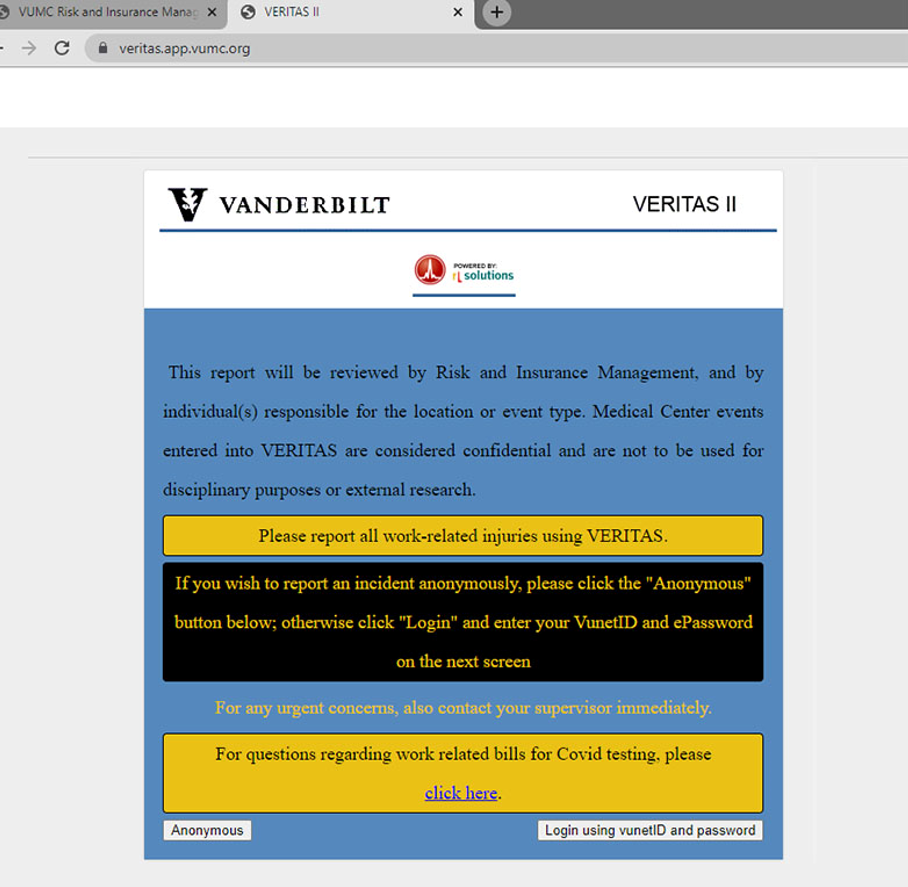 VUMC Risk and Insurance Manag
VERITAS II
veritas.app.vumc.org
VANDERBILT
VERITAS II
POWERED BY:
rL solutions
This report will be reviewed by Risk and Insurance Management, and by
individual(s) responsible for the location or event type. Medical Center events
entered into VERITAS are considered confidential and are not to be used for
disciplinary purposes or external research.
Please report all work-related injuries using VERITAS.
If you wish to report an incident anonymously, please click the "Anonymous"
button below; otherwise click "Login" and enter your VunetID and ePassword
on the next screen
For any urgent concerns, also contact your supervisor immediately.
For questions regarding work related bills for Covid testing, please
click here.
Anonymous
Login using vunetID and password